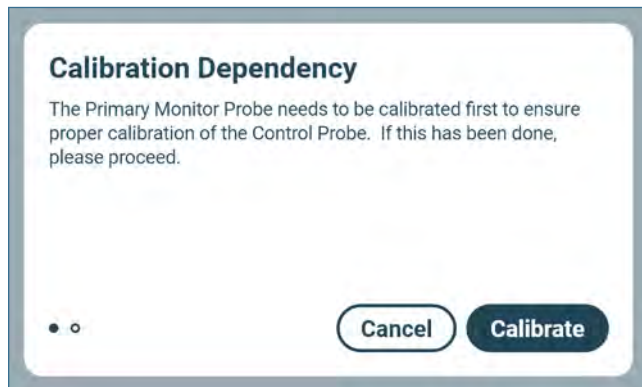 Calibration Dependency
The Primary Monitor Probe needs to be calibrated first to ensure
proper calibration of the Control Probe.  If this has been done,
please proceed.
Cancel
Calibrate